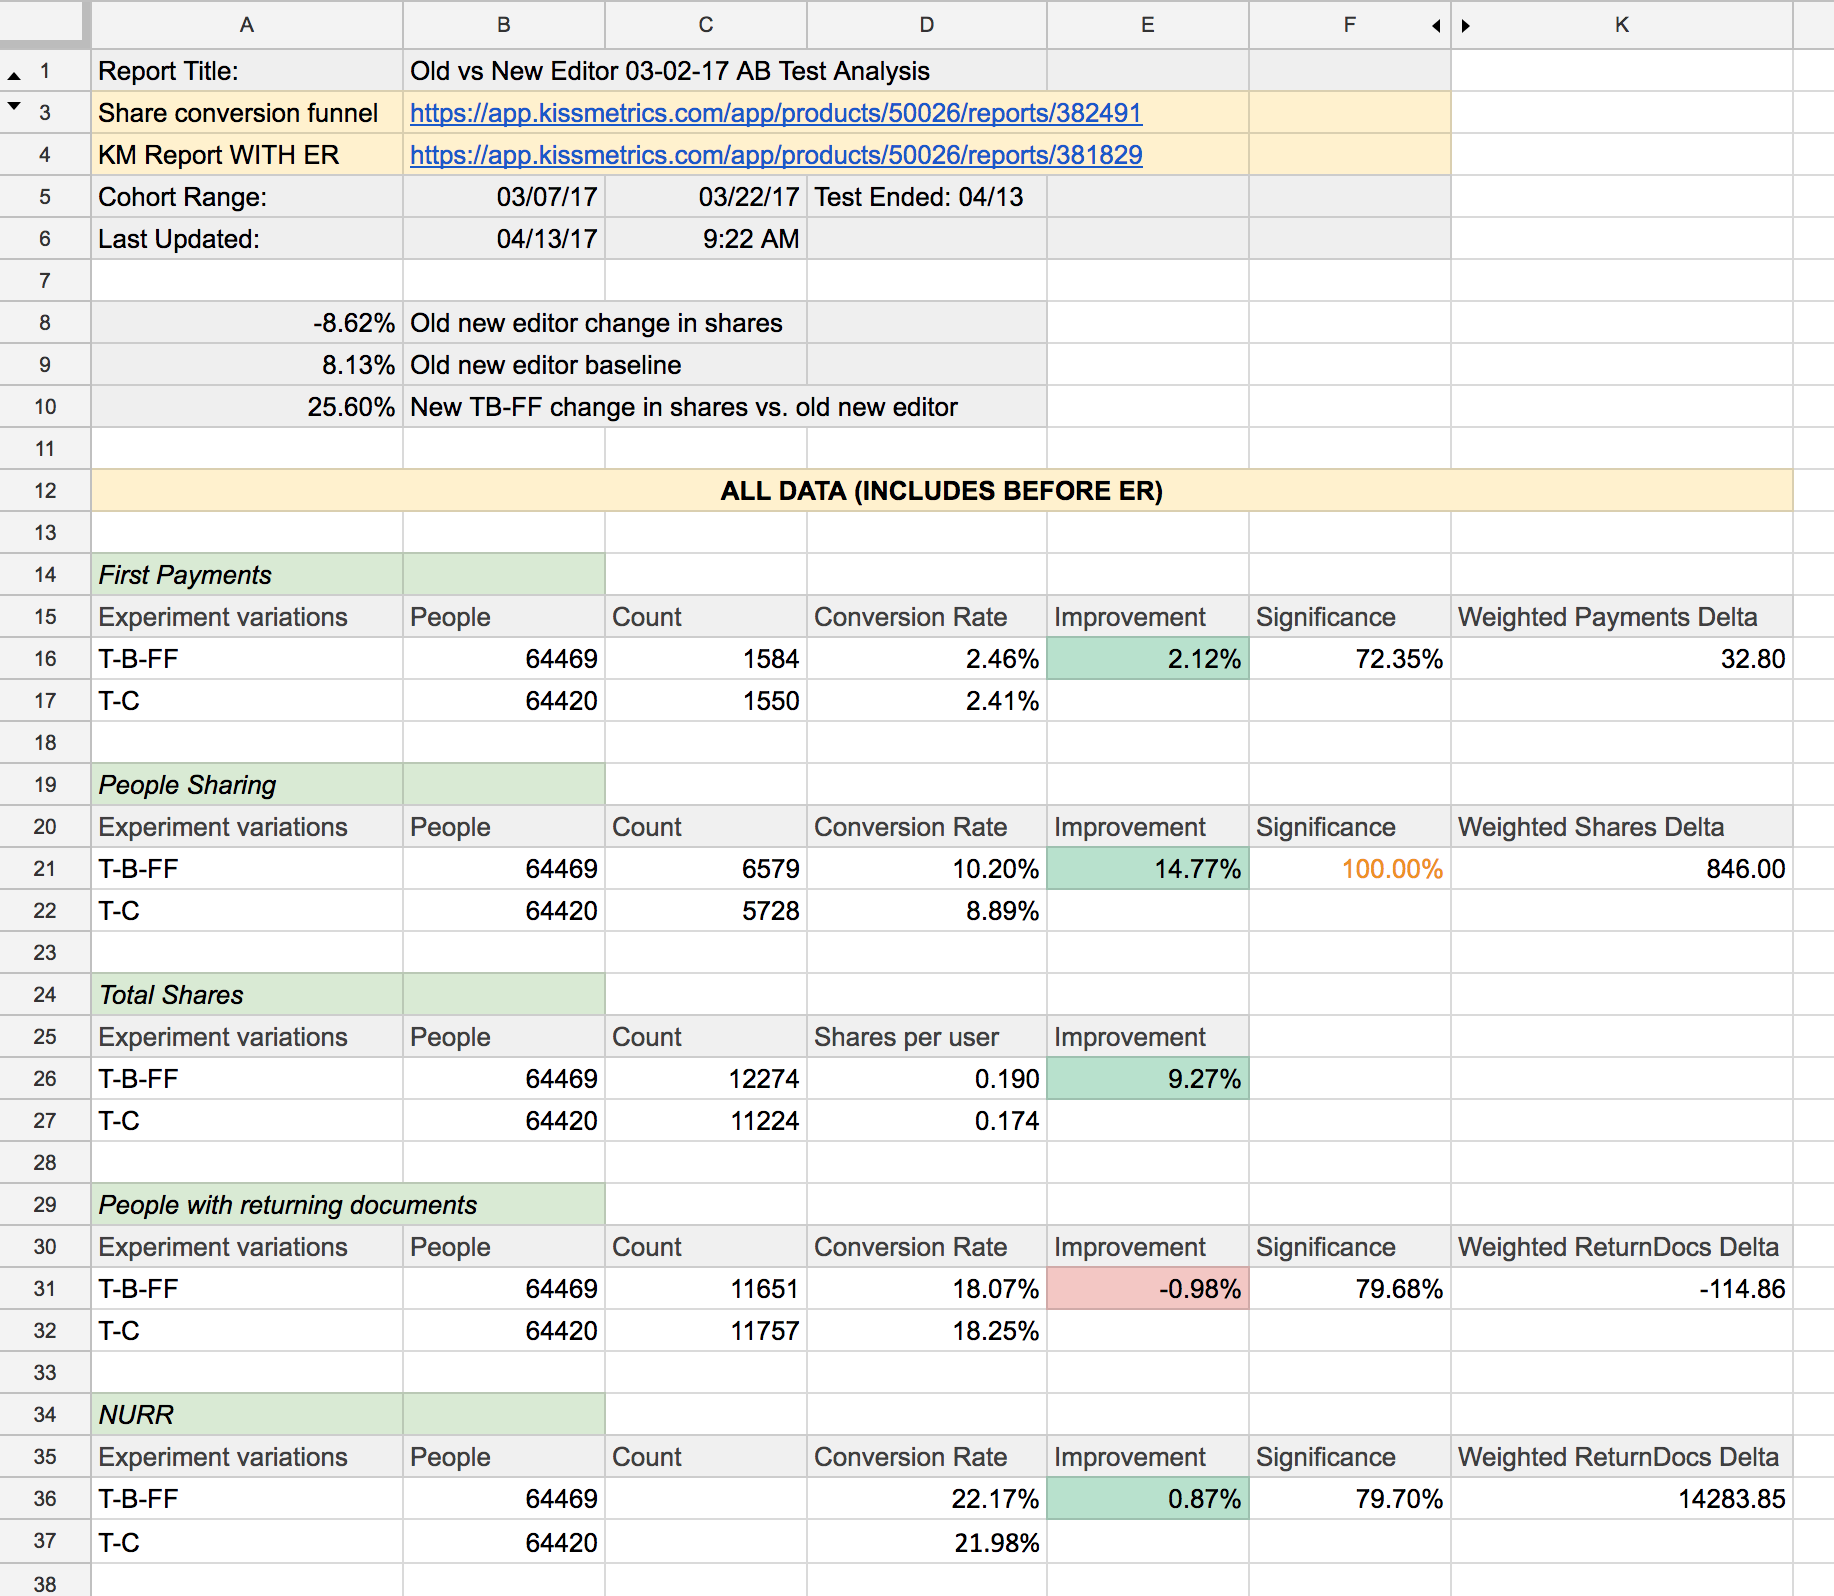 A B C D E F K
1 Report Title: Old vs New Editor 03-02-17 AB Test Analysis
3 Share conversion funnel https://app.kissmetrics.com/app/products/50026/reports/382491
4 KM Report WITH ER https://app.kissmetrics.com/app/products/50026/reports/381829
5 Cohort Range: 03/07/17 03/22/17 Test Ended: 04/13
6 Last Updated: 04/13/17 9:22 AM
7
8 -8.62% Old new editor change in shares
9 8.13% Old new editor baseline
10 25.60% New TB-FF change in shares vs. old new editor
11
12 ALL DATA (INCLUDES BEFORE ER)
13
14 First Payments
15 Experiment variations People Count Conversion Rate Improvement Significance Weighted Payments Delta
16 T-B-FF 64469 1584 2.46% 2.12% 72.35% 32.80
17 T-C 64420 1550 2.41%
18
19 People Sharing
20 Experiment variations People Count Conversion Rate Improvement Significance Weighted Shares Delta
21 T-B-FF 64469 6579 10.20% 14.77% 100.00% 846.00
22 T-C 64420 5728 8.89%
23
24 Total Shares
25 Experiment variations People Count Shares per user Improvement
26 T-B-FF 64469 12274 0.190 9.27%
27 T-C 64420 11224 0.174
28
29 People with returning documents
30 Experiment variations People Count Conversion Rate Improvement Significance Weighted ReturnDocs Delta
31 T-B-FF 64469 11651 18.07% -0.98% 79.68% -114.86
32 T-C 64420 11757 18.25%
33
34 NURR
35 Experiment variations People Count Conversion Rate Improvement Significance Weighted ReturnDocs Delta
36 T-B-FF 64469 22.17% 0.87% 79.70% 14283.85
37 T-C 64420 21.98%
38